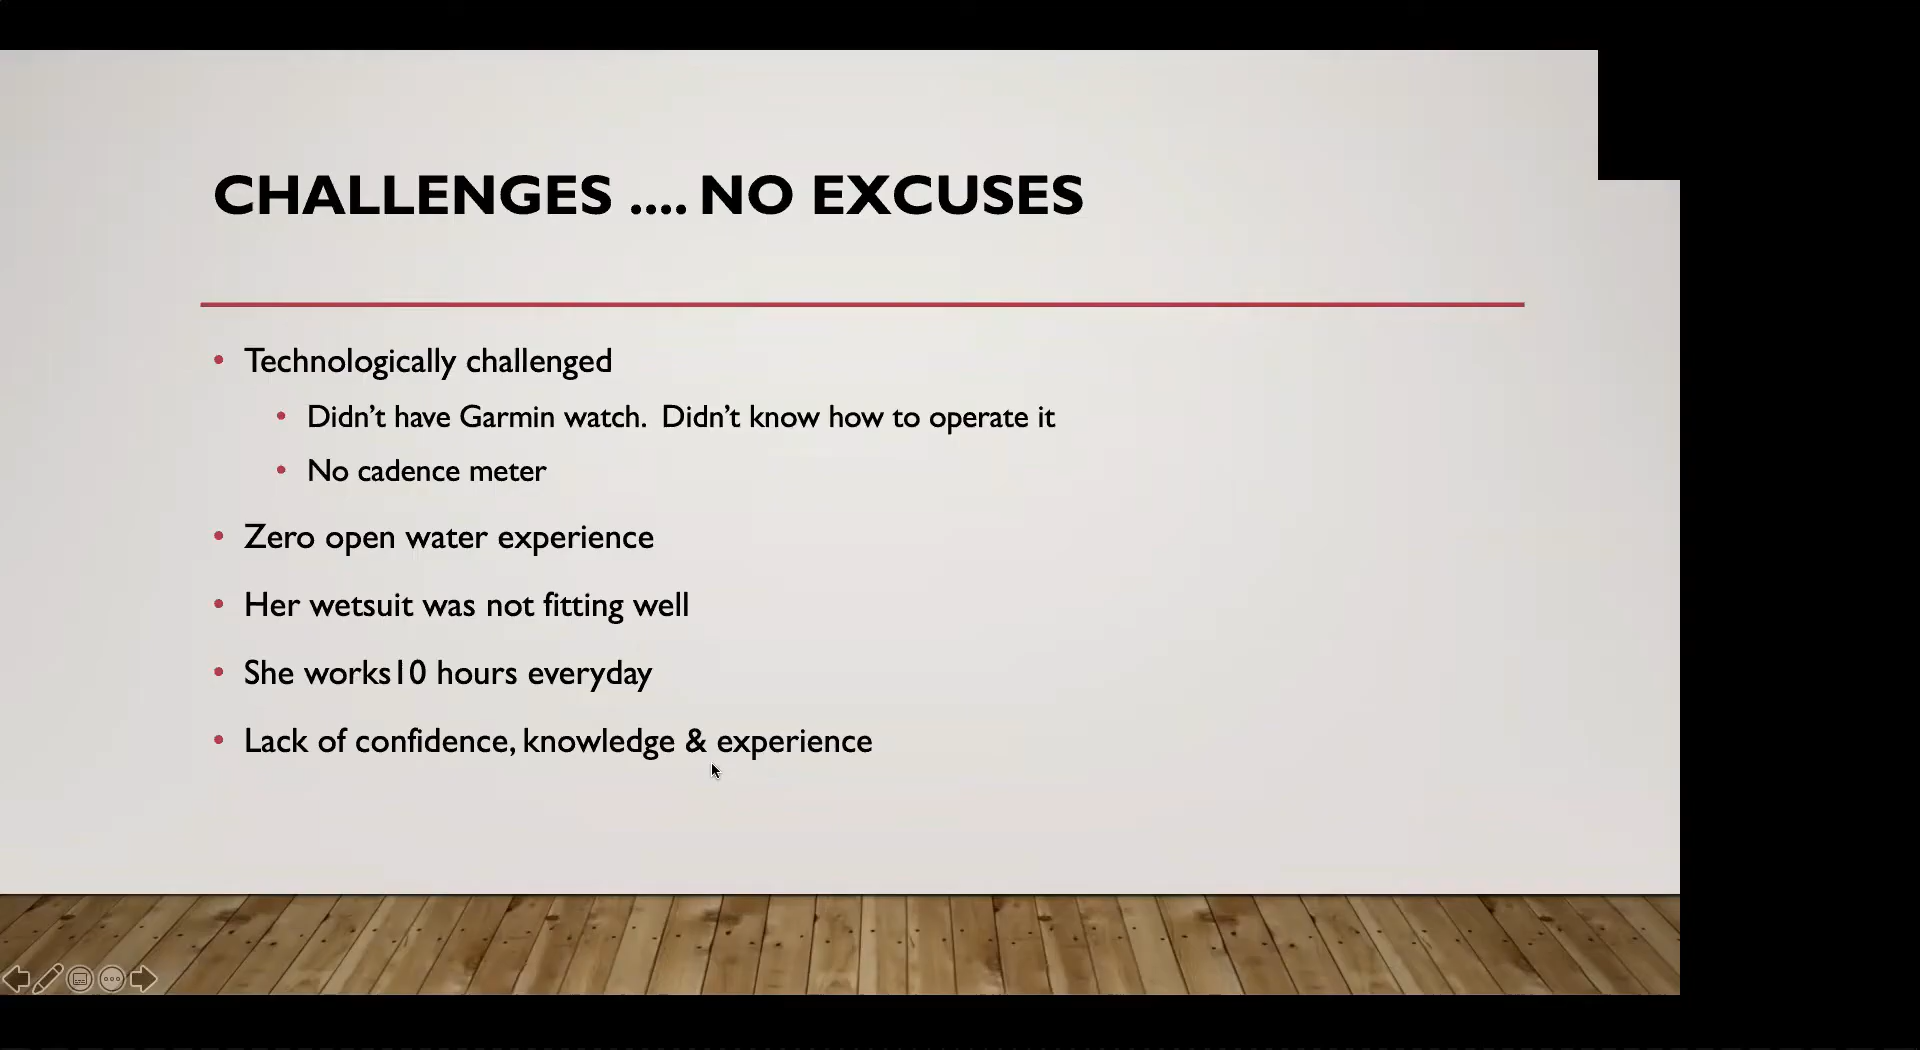 CHALLENGES .... NO EXCUSES
Technologically challenged
Didn’t have Garmin watch.  Didn’t know how to operate it
No cadence meter
Zero open water experience
Her wetsuit was not fitting well
She works10 hours everyday
Lack of confidence, knowledge & experience